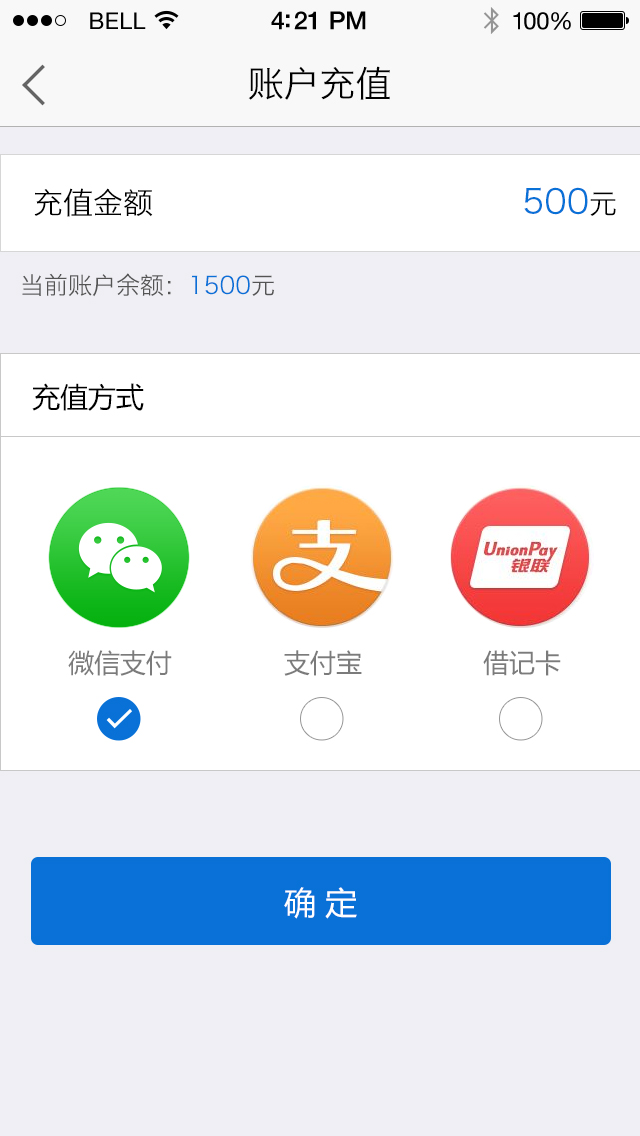 BELL 4:21 PM 100%
账户充值
充值金额 500元
当前账户余额：1500元
充值方式
支 UnionPay
银联
微信支付 支付宝 借记卡
确 定